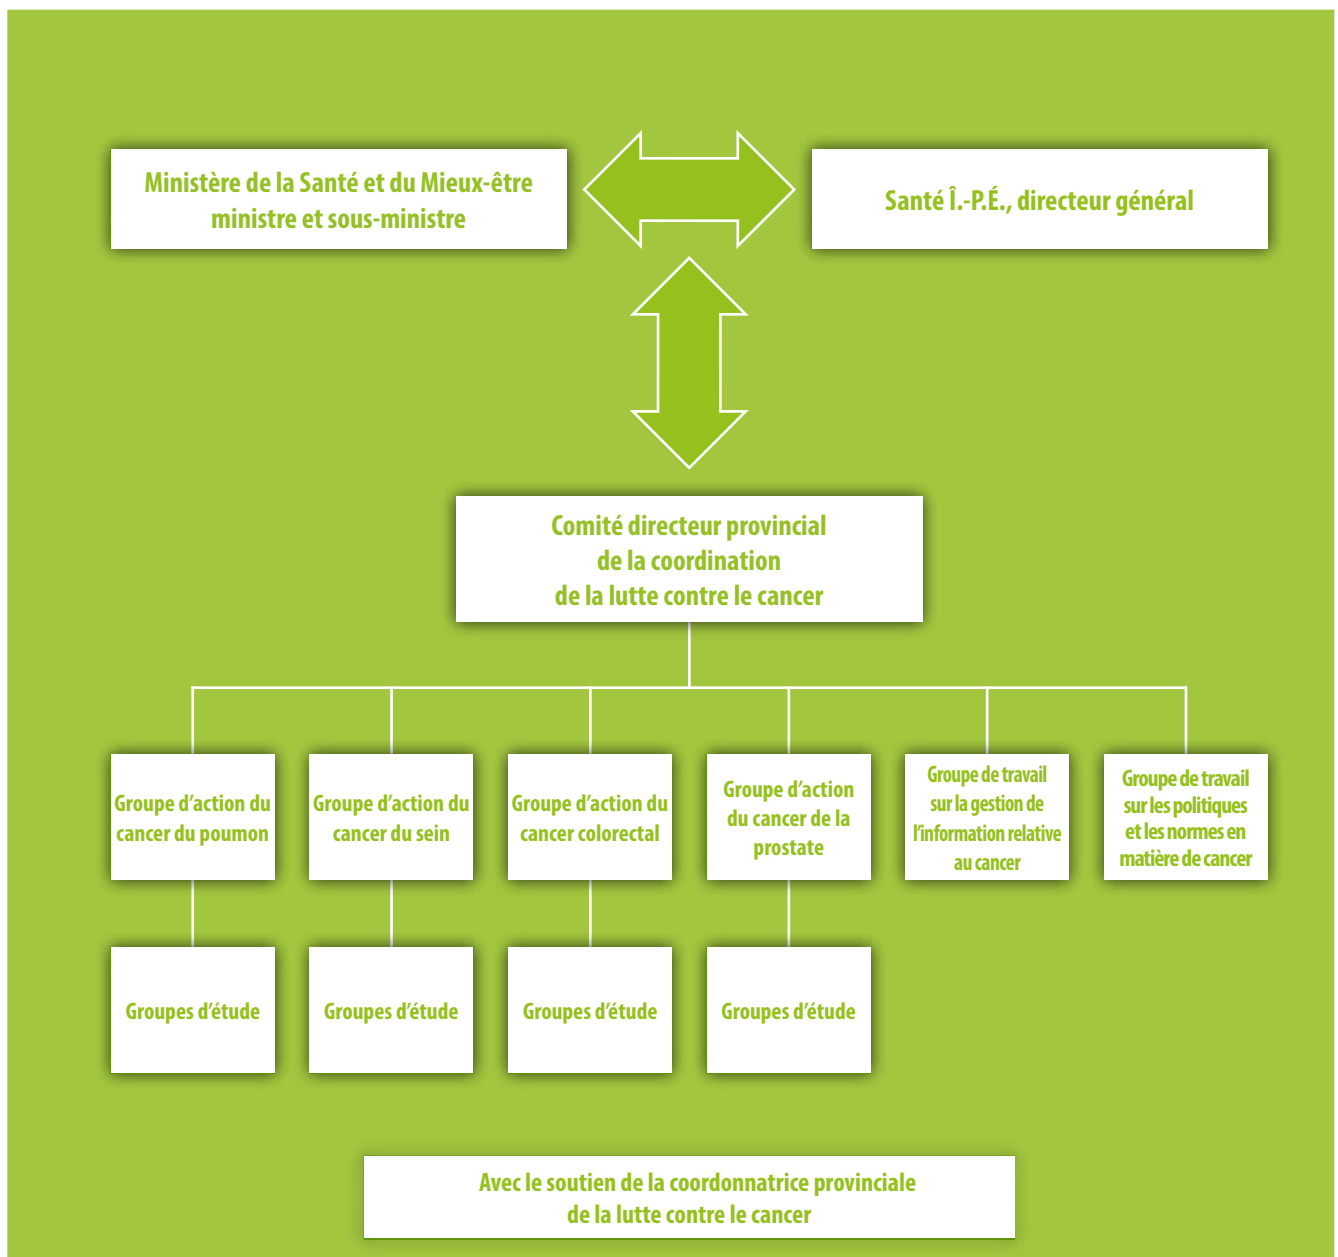 Ministère de la Santé et du Mieux-être
ministre et sous-ministre
Santé Î.-P.É., directeur général
Comité directeur provincial
de la coordination
de la lutte contre le cancer
Groupe d’action du
cancer du poumon
Groupe d’action du
cancer du sein
Groupe d’action du
cancer colorectal
Groupe d’action
du cancer de la
prostate
Groupe de travail
sur la gestion de
l’information relative
au cancer
Groupe de travail
sur les politiques
et les normes en
matière de cancer
Groupes d’étude
Groupes d’étude
Groupes d’étude
Groupes d’étude
Avec le soutien de la coordonnatrice provinciale
de la lutte contre le cancer